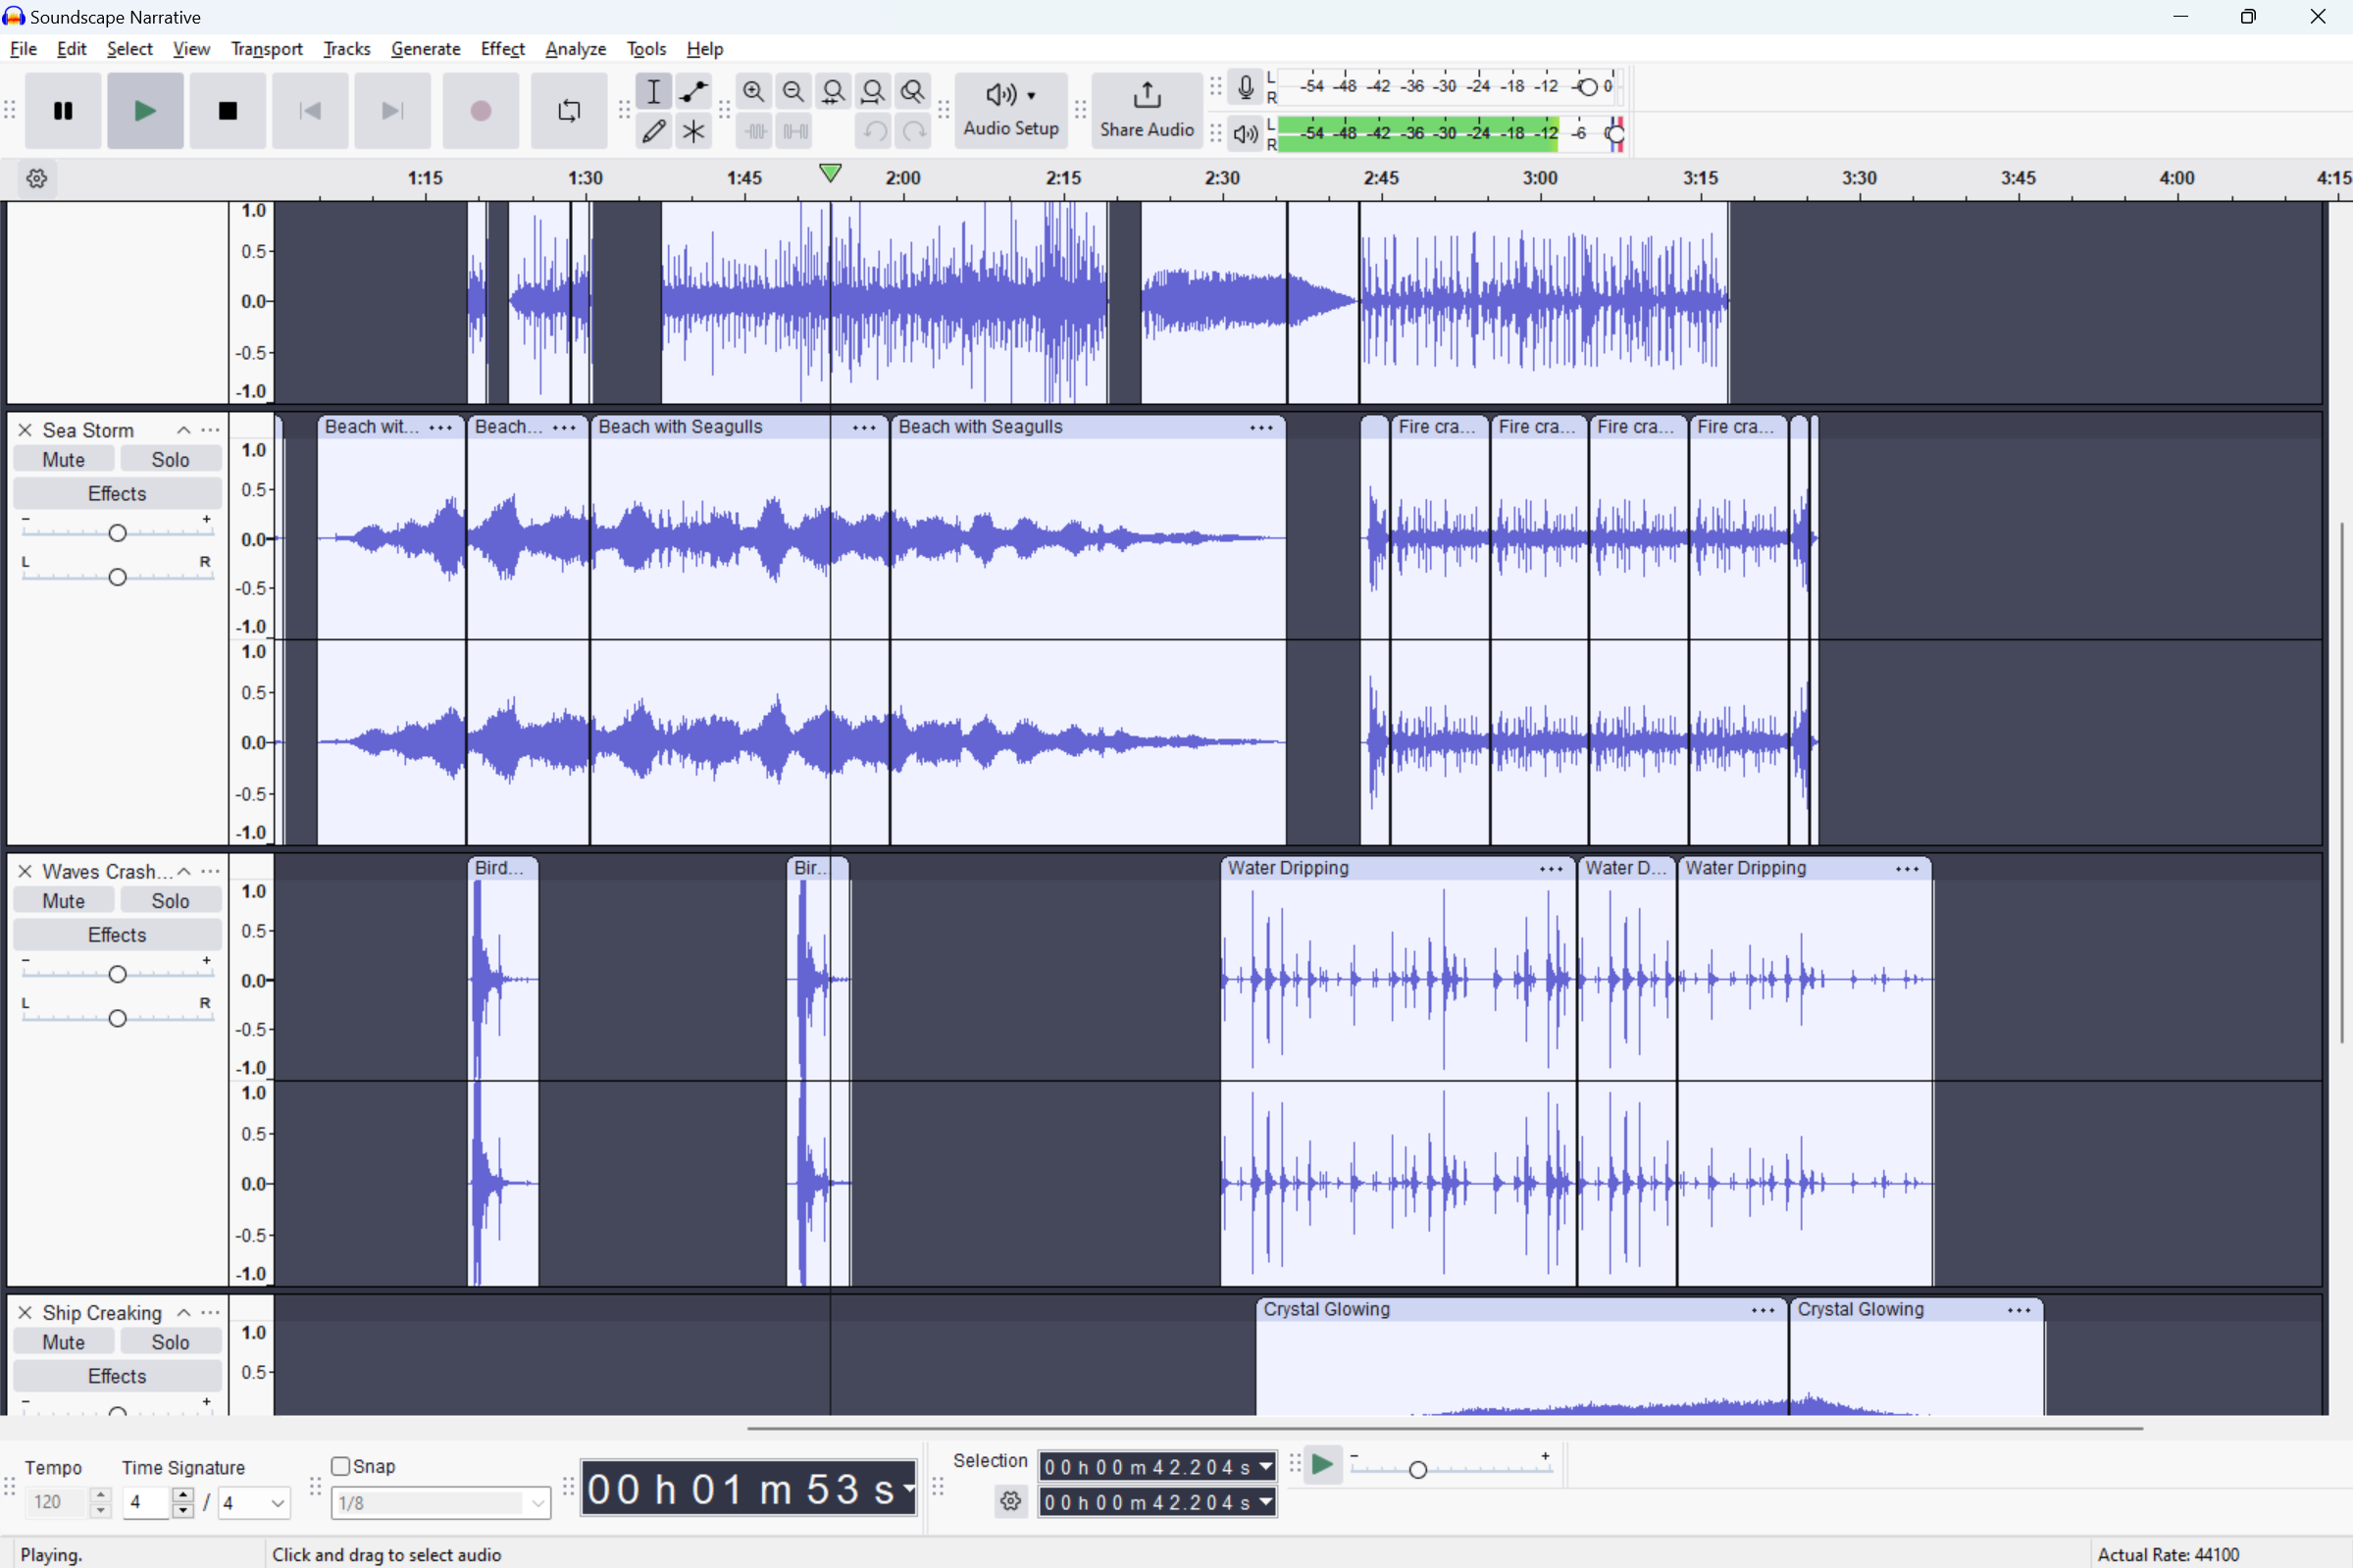 Soundscape Narrative
File Edit Select View Transport Tracks Generate Effect Analyze Tools Help
Audio Setup
Share Audio
L
R
-54 -48 -42 -36 -30 -24 -18 -12 0
L
R
-54 -48 -42 -36 -30 -24 -18 -12 -6
1:15 1:30 1:45 2:00 2:15 2:30 2:45 3:00 3:15 3:30 3:45 4:00 4:15
1.0
0.5
0.0
-0.5
-1.0
Sea Storm
Mute Solo
Effects
- +
L R
1.0
0.5
0.0
-0.5
-1.0
1.0
0.5
0.0
-0.5
-1.0
Beach wit... Beach... Beach with Seagulls Beach with Seagulls Fire cra... Fire cra... Fire cra... Fire cra...
Waves Crash...
Mute Solo
Effects
- +
L R
1.0
0.5
0.0
-0.5
-1.0
1.0
0.5
0.0
-0.5
-1.0
Bird... Bir... Water Dripping Water D... Water Dripping
Ship Creaking
Mute Solo
Effects
- +
1.0
0.5
Crystal Glowing Crystal Glowing
Tempo
120
Time Signature
4 / 4
Snap
1/8
00 h 01 m 53 s
Selection
00 h 00 m 42.204 s
00 h 00 m 42.204 s
- +
Playing.
Click and drag to select audio
Actual Rate: 44100